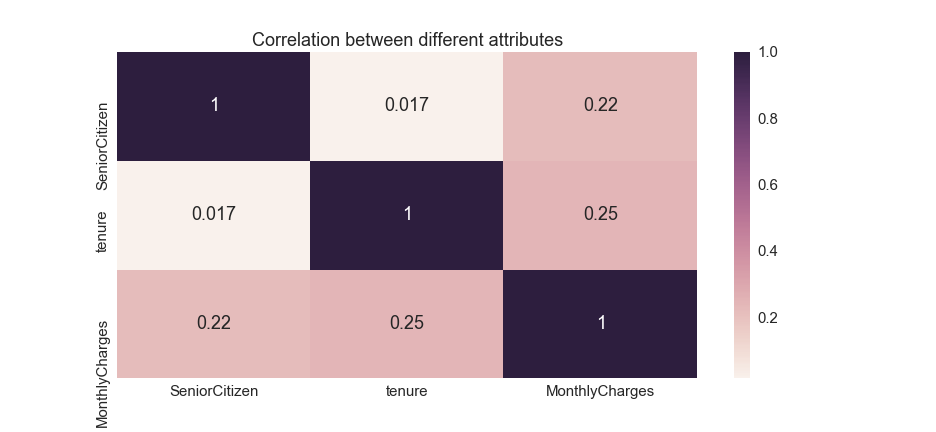 Correlation between different attributes
SeniorCitizen
1
0.017
0.22
tenure
0.017
1
0.25
MonthlyCharges
0.22
0.25
1
SeniorCitizen
tenure
MonthlyCharges
1.0
0.8
0.6
0.4
0.2